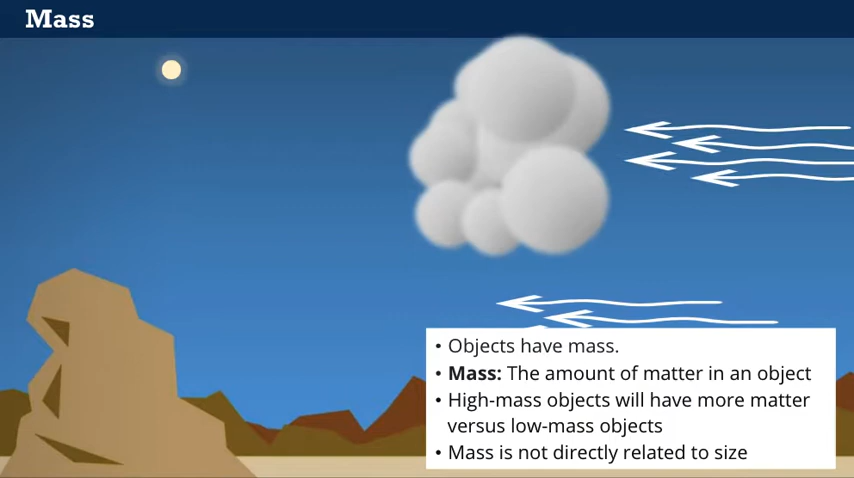 Mass
• Objects have mass.
• Mass: The amount of matter in an object
• High-mass objects will have more matter
versus low-mass objects
• Mass is not directly related to size